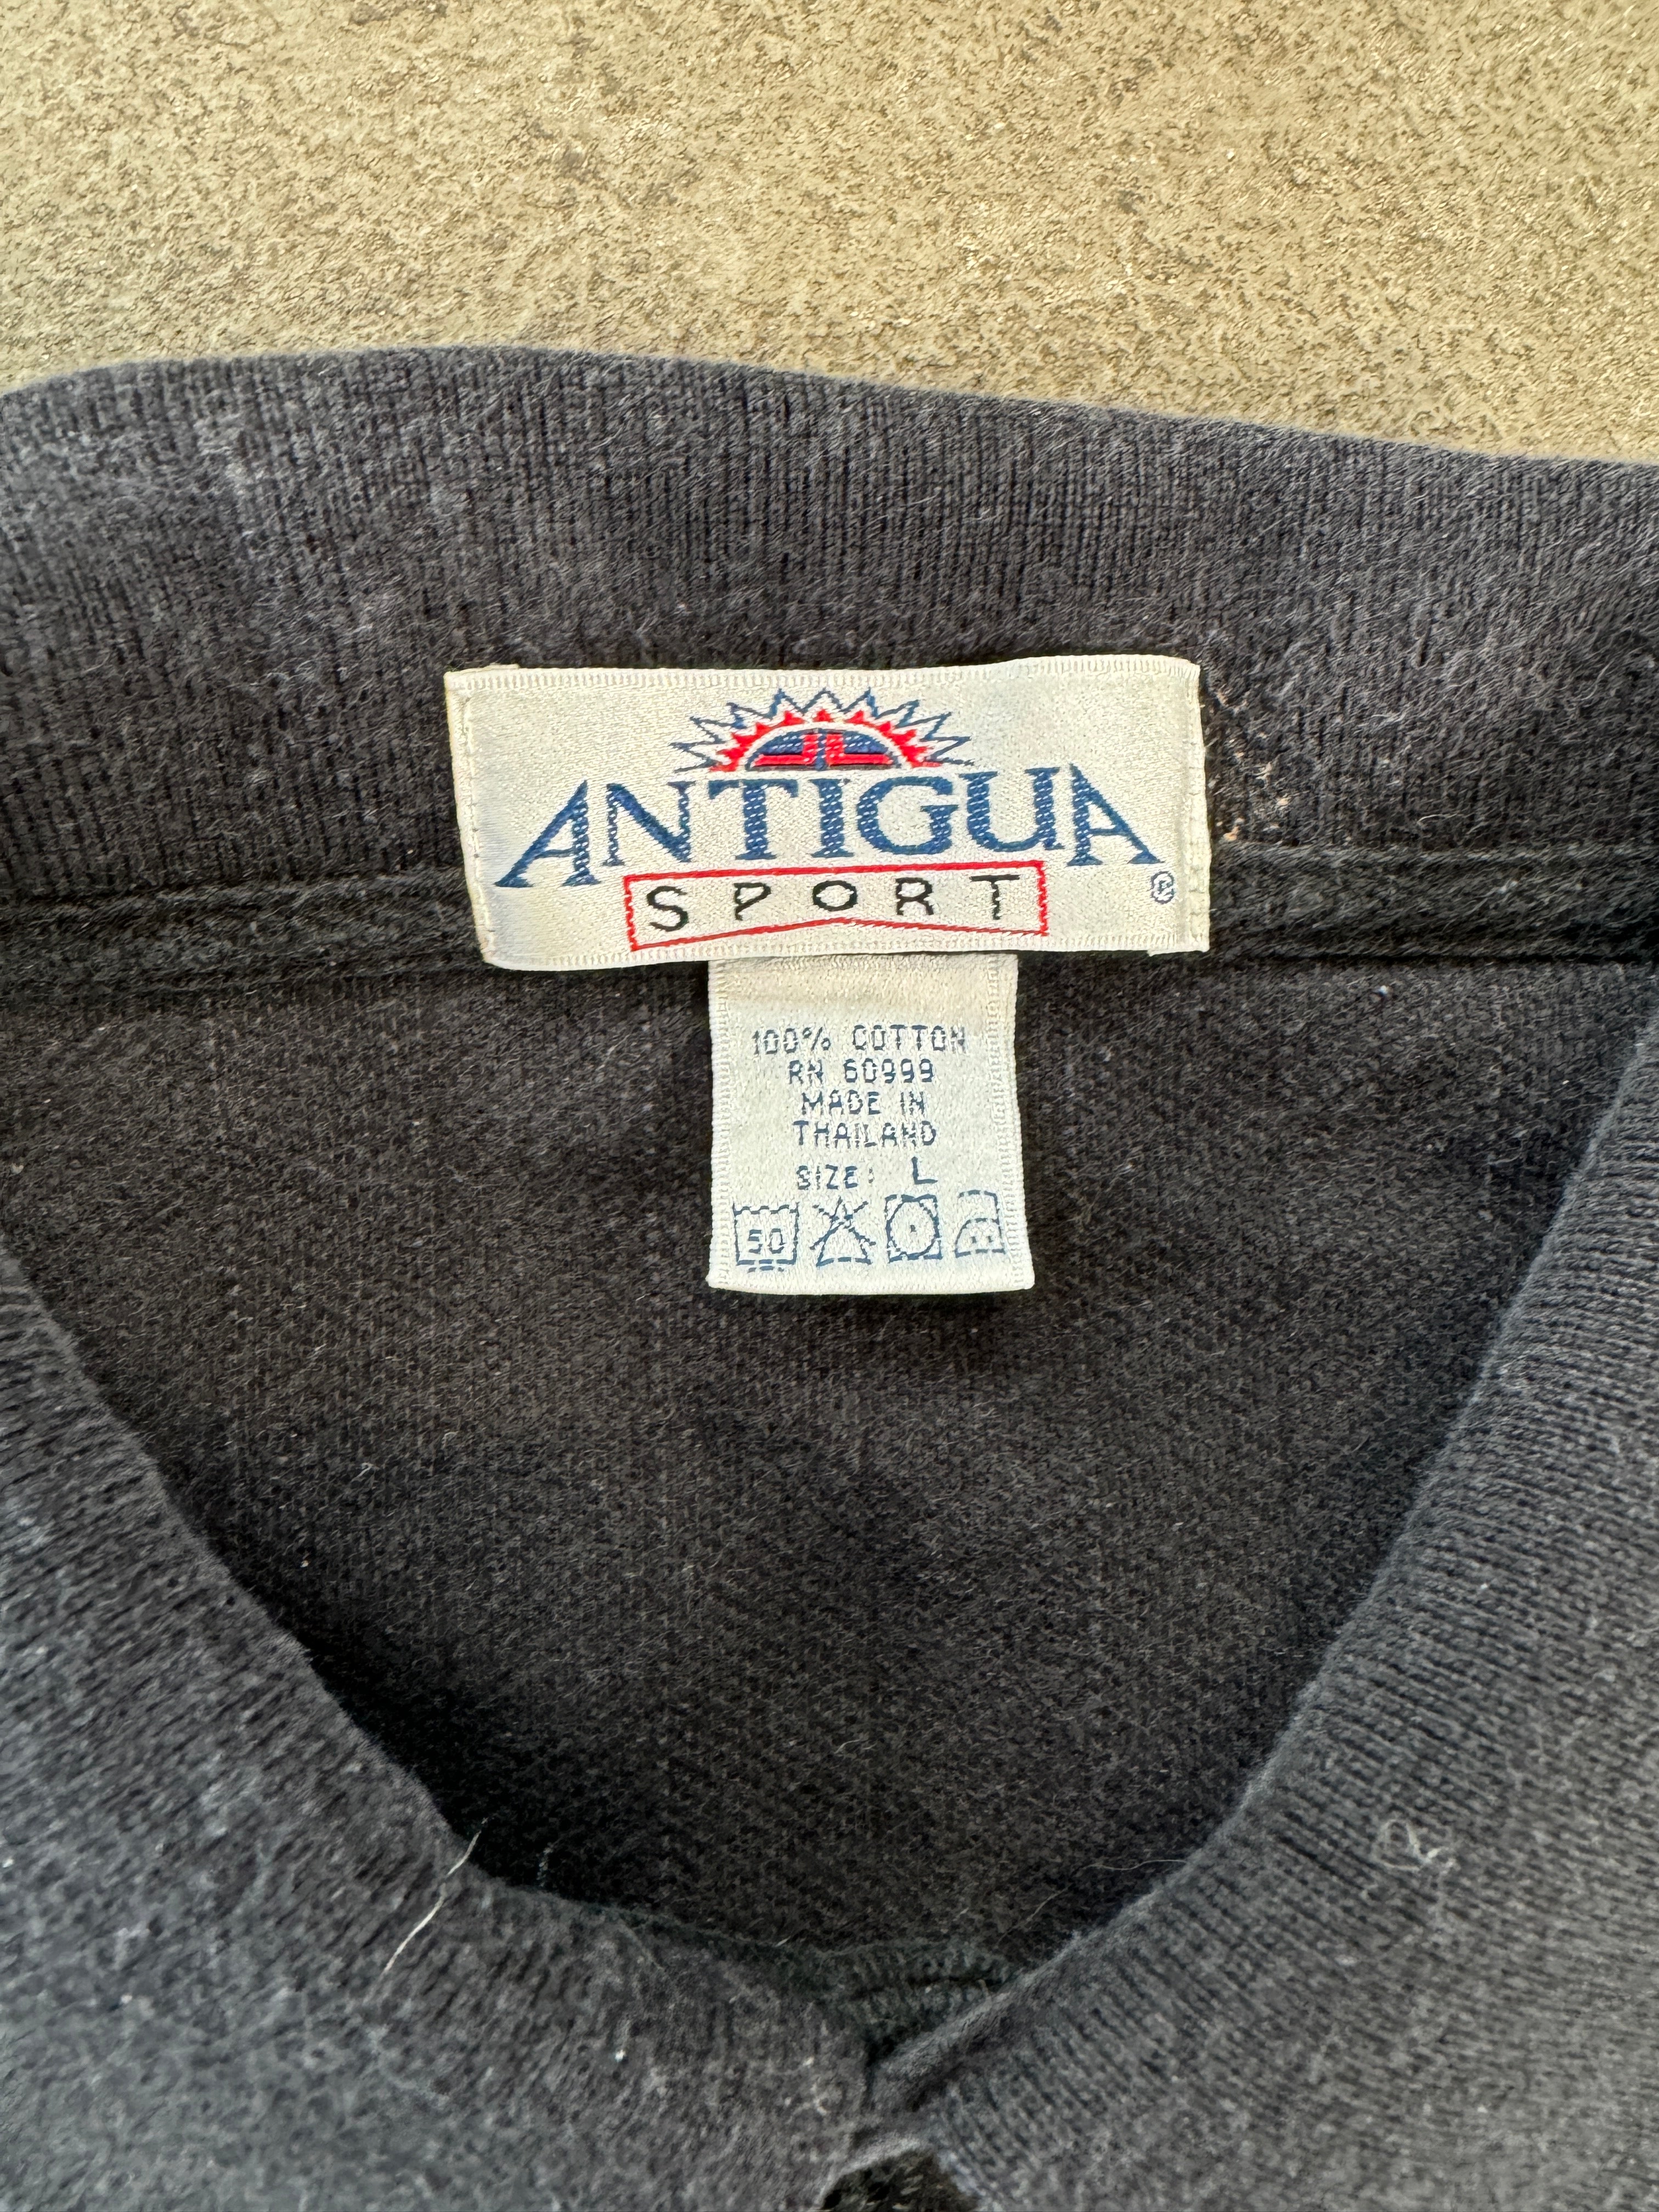 ANTIGUA
SPORT
®
100% COTTON
RN 60999
MADE IN
THAILAND
SIZE: L
50